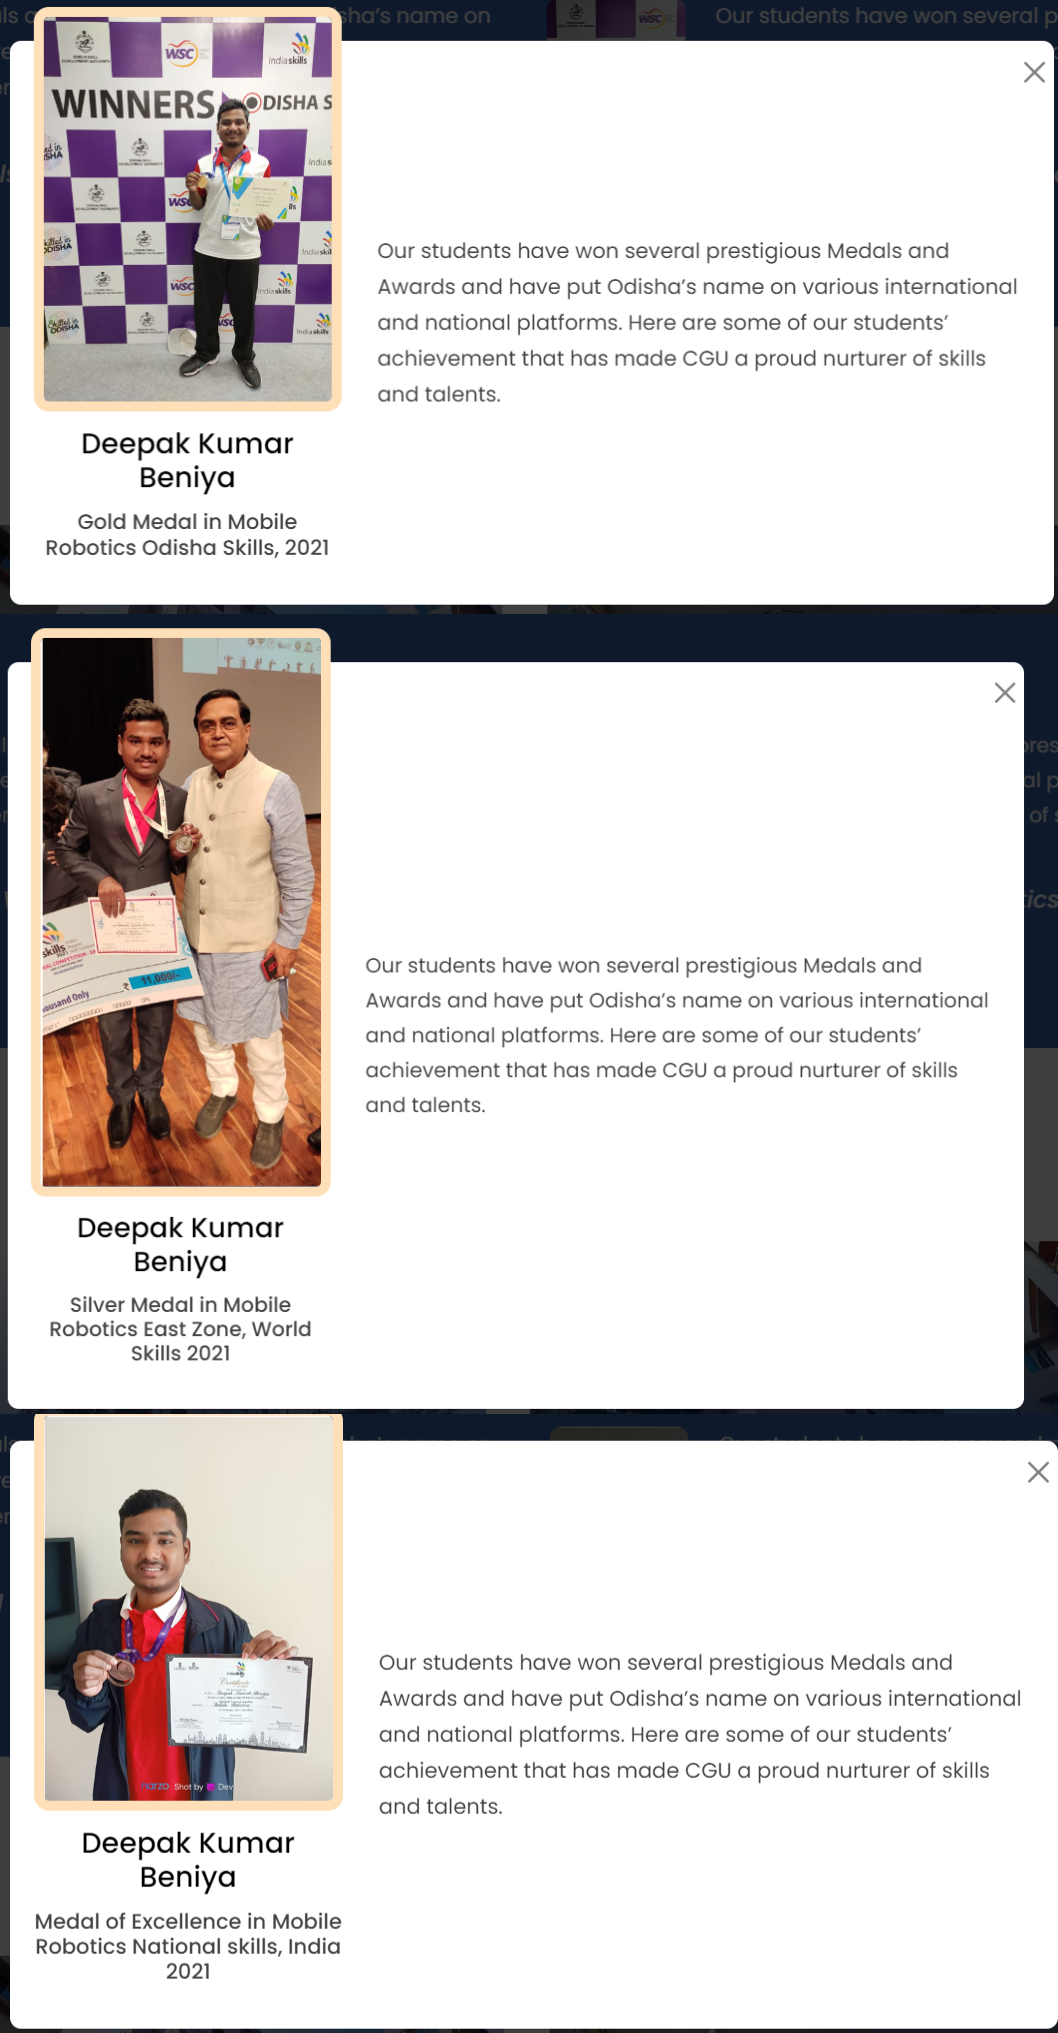 sha's name on
Our students have won several p
WSC
India skills
WINNERS
ODISHA S
Skilled in
ODISHA
India skills
Our students have won several prestigious Medals and
Awards and have put Odisha's name on various international
and national platforms. Here are some of our students'
achievement that has made CGU a proud nurturer of skills
and talents.
Deepak Kumar
Beniya
Gold Medal in Mobile
Robotics Odisha Skills, 2021
skills
2021
11,000/-
ousand Only
Our students have won several prestigious Medals and
Awards and have put Odisha's name on various international
and national platforms. Here are some of our students'
achievement that has made CGU a proud nurturer of skills
and talents.
Deepak Kumar
Beniya
Silver Medal in Mobile
Robotics East Zone, World
Skills 2021
Certificate
narzo Shot by Dev
Our students have won several prestigious Medals and
Awards and have put Odisha's name on various international
and national platforms. Here are some of our students'
achievement that has made CGU a proud nurturer of skills
and talents.
Deepak Kumar
Beniya
Medal of Excellence in Mobile
Robotics National skills, India
2021